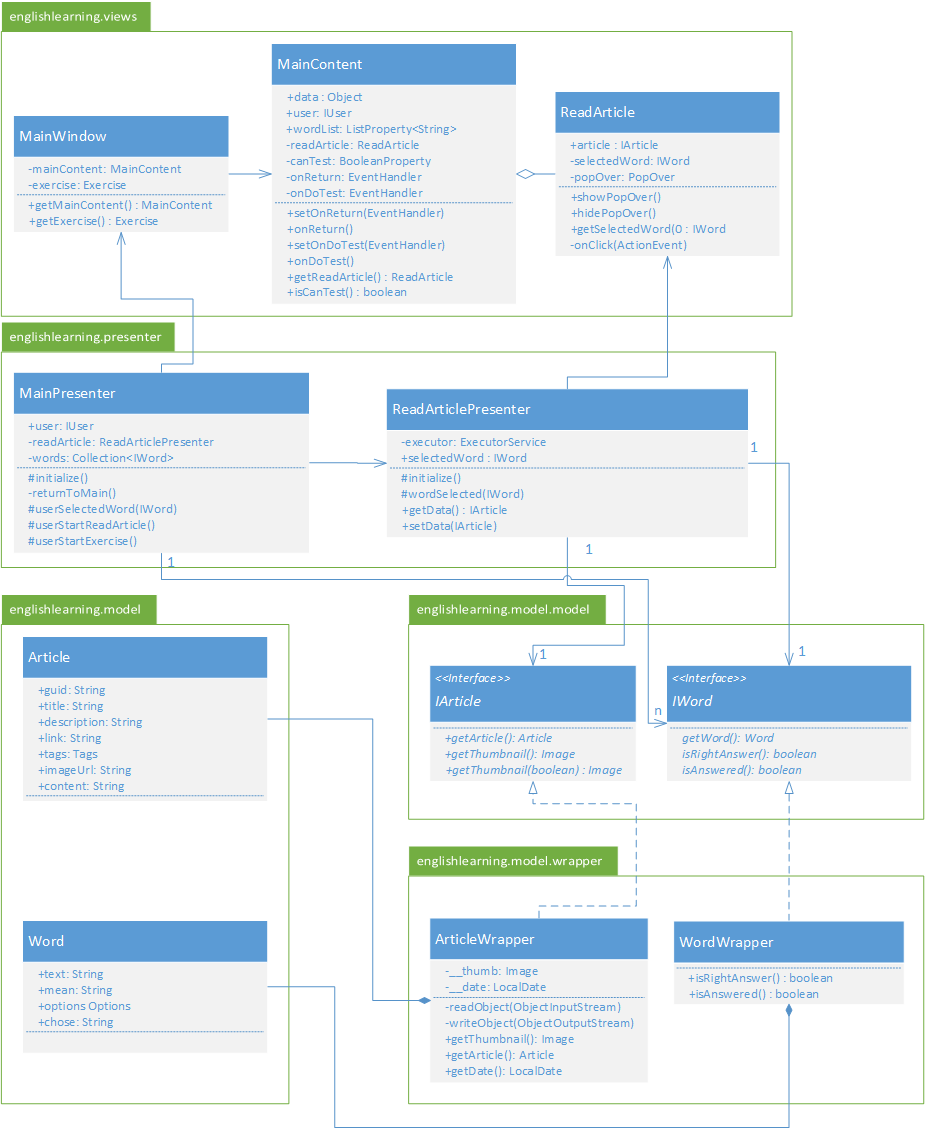 englishlearning.views
MainWindow
-mainContent: MainContent
-exercise: Exercise
+getMainContent() : MainContent
+getExercise() : Exercise
MainContent
+data : Object
+user: IUser
+wordList: ListProperty<String>
-readArticle: ReadArticle
-canTest: BooleanProperty
-onReturn: EventHandler
-onDoTest: EventHandler
+setOnReturn(EventHandler)
+onReturn()
+setOnDoTest(EventHandler)
+onDoTest()
+getReadArticle() : ReadArticle
+isCanTest() : boolean
ReadArticle
+article : IArticle
-selectedWord: IWord
-popOver: PopOver
+showPopOver()
+hidePopOver()
+getSelectedWord(0 : IWord
-onClick(ActionEvent)
englishlearning.presenter
MainPresenter
+user: IUser
-readArticle: ReadArticlePresenter
-words: Collection<IWord>
#initialize()
-returnToMain()
#userSelectedWord(IWord)
#userStartReadArticle()
#userStartExercise()
1
ReadArticlePresenter
-executor: ExecutorService
+selectedWord : IWord
#initialize()
#wordSelected(IWord)
+getData() : IArticle
+setData(IArticle)
1
1
englishlearning.model
Article
+guid: String
+title: String
+description: String
+link: String
+tags: Tags
+imageUrl: String
+content: String
Word
+text: String
+mean: String
+options Options
+chose: String
englishlearning.model.model
1
1
<<Interface>>
IArticle
+getArticle(): Article
+getThumbnail(): Image
+getThumbnail(boolean) : Image
n
<<Interface>>
IWord
getWord(): Word
isRightAnswer(): boolean
isAnswered(): boolean
englishlearning.model.wrapper
ArticleWrapper
-__thumb: Image
-__date: LocalDate
-readObject(ObjectInputStream)
-writeObject(ObjectOutputStream)
+getThumbnail(): Image
+getArticle(): Article
+getDate(): LocalDate
WordWrapper
+isRightAnswer() : boolean
+isAnswered() : boolean